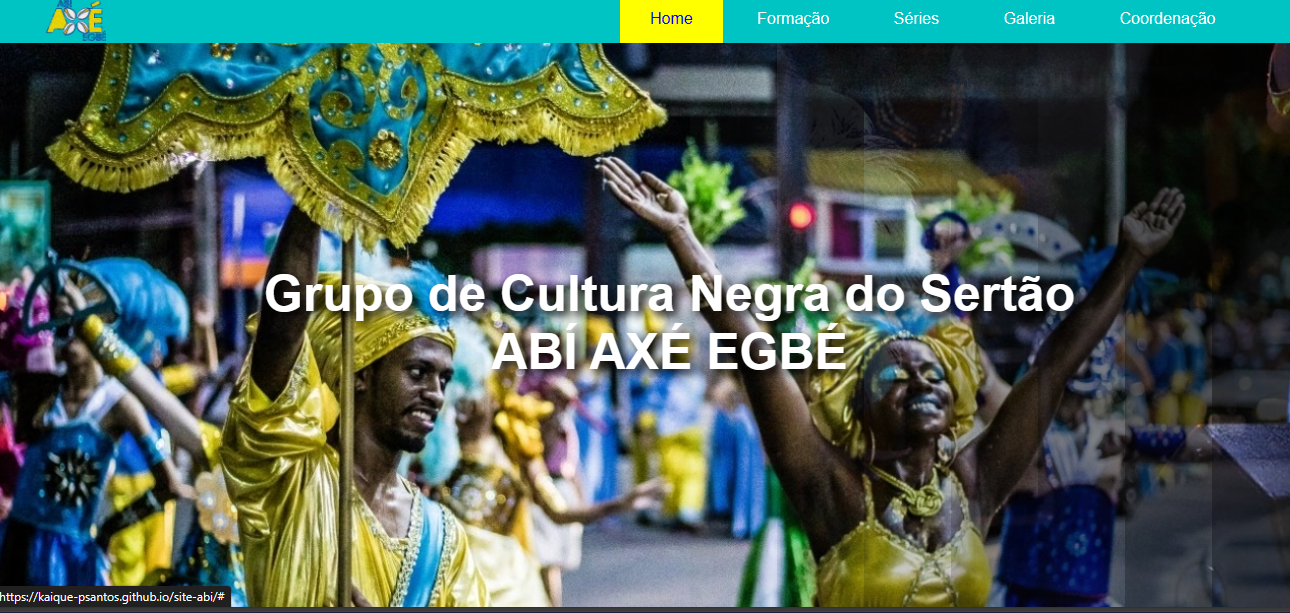 ABÍ
AXÉ
EGBÉ
Home
Formação
Séries
Galeria
Coordenação
Grupo de Cultura Negra do Sertão
ABÍ AXÉ EGBÉ
https://kaique-psantos.github.io/site-abi/#